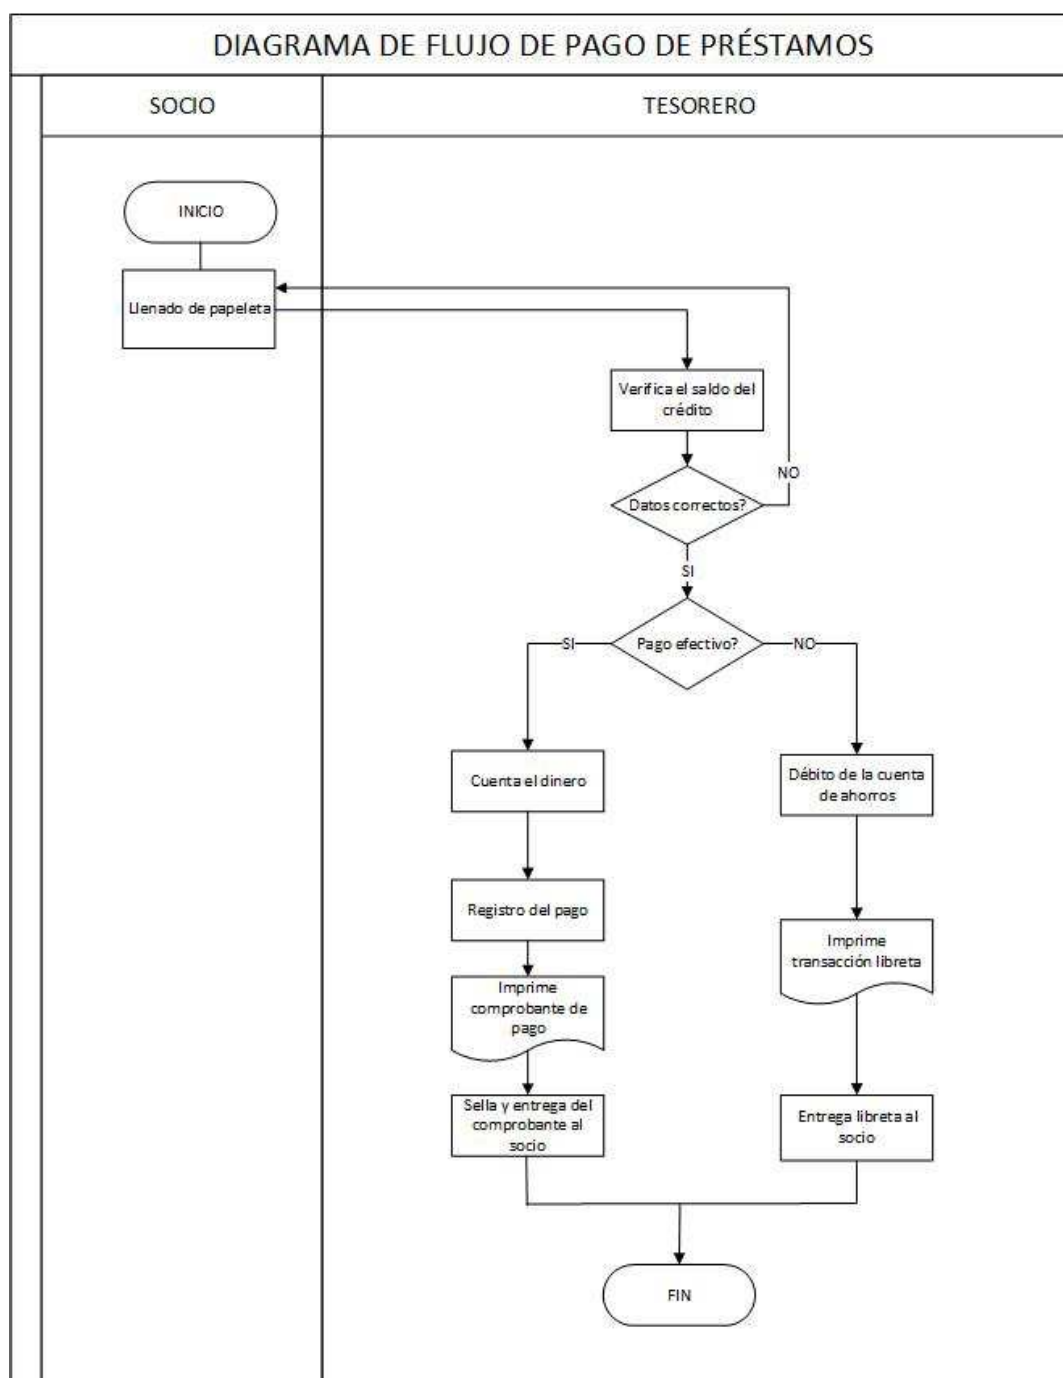 DIAGRAMA DE FLUJO DE PAGO DE PRÉSTAMOS
SOCIO
TESORERO
INICIO
Llenado de papeleta
Verifica el saldo del
crédito
NO
Datos correctos?
SI
SI
Pago efectivo?
NO
Cuenta el dinero
Débito de la cuenta
de ahorros
Registro del pago
Imprime
transacción libreta
Imprime
comprobante de
pago
Sella y entrega del
comprobante al
socio
Entrega libreta al
socio
FIN